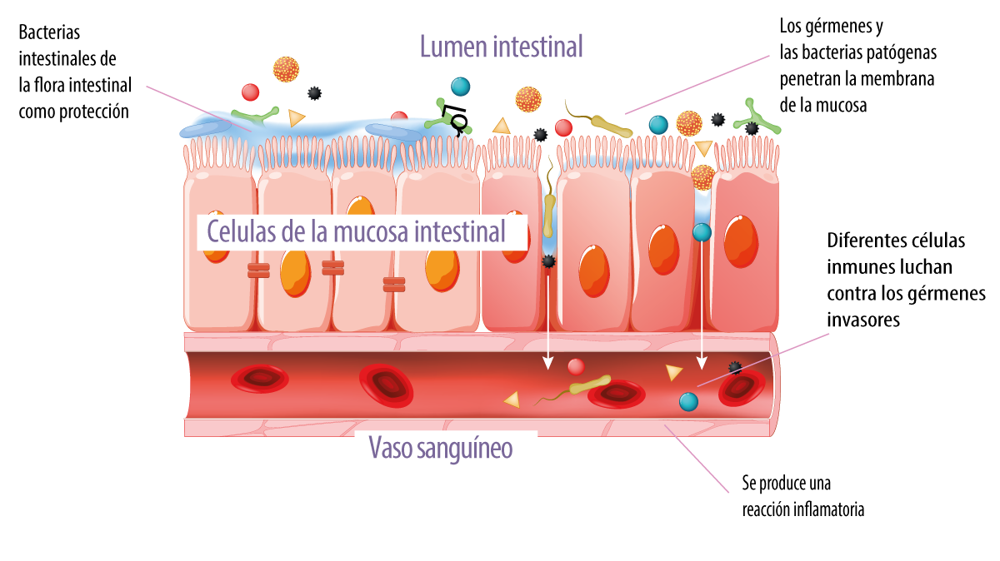 Bacterias
intestinales de
la flora intestinal
como protección
Lumen intestinal
Los gérmenes y
las bacterias patógenas
penetran la membrana
de la mucosa
Celulas de la mucosa intestinal
Diferentes células
inmunes luchan
contra los gérmenes
invasores
Vaso sanguíneo
Se produce una
reacción inflamatoria